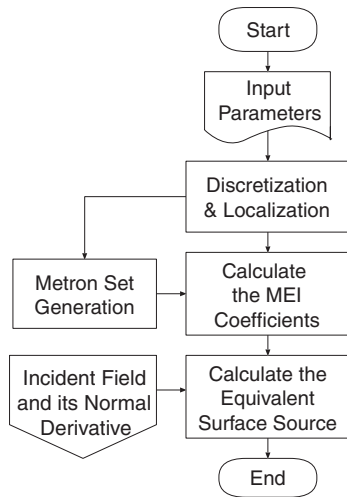 Start
Input
Parameters
Discretization
& Localization
Metron Set
Generation
Calculate
the MEI
Coefficients
Incident Field
and its Normal
Derivative
Calculate the
Equivalent
Surface Source
End